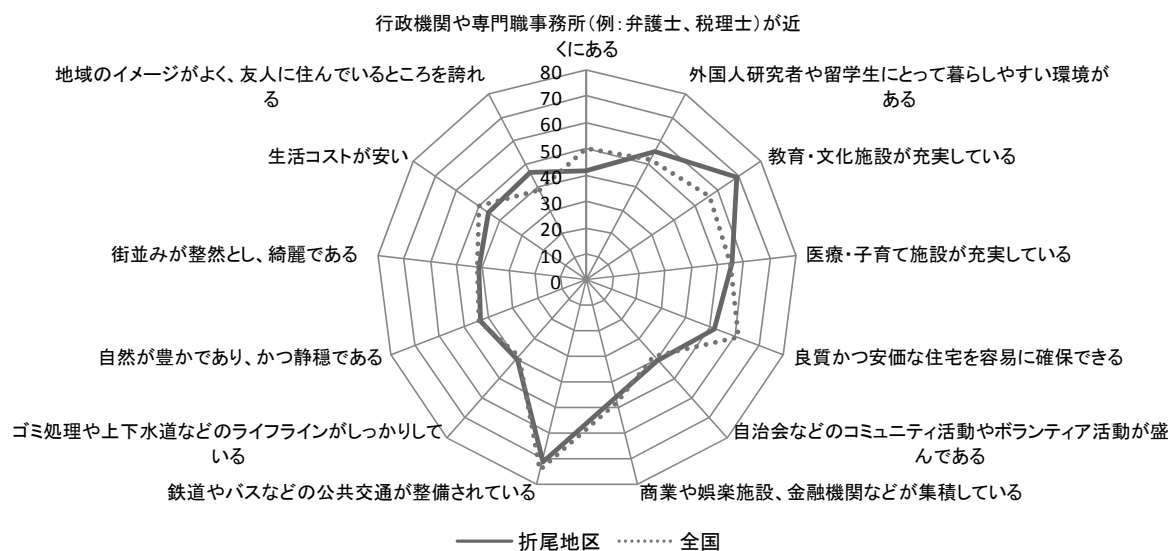 行政機関や専門職事務所(例：弁護士、税理士)が近
くにある
地域のイメージがよく、友人に住んでいるところを誇れ
る
外国人研究者や留学生にとって暮らしやすい環境が
ある
生活コストが安い
教育・文化施設が充実している
街並みが整然とし、綺麗である
医療・子育て施設が充実している
自然が豊かであり、かつ静穏である
良質かつ安価な住宅を容易に確保できる
ゴミ処理や上下水道などのライフラインがしっかりして
いる
自治会などのコミュニティ活動やボランティア活動が盛
んである
鉄道やバスなどの公共交通が整備されている
商業や娯楽施設、金融機関などが集積している
80
70
60
50
40
30
20
10
0
折尾地区
全国